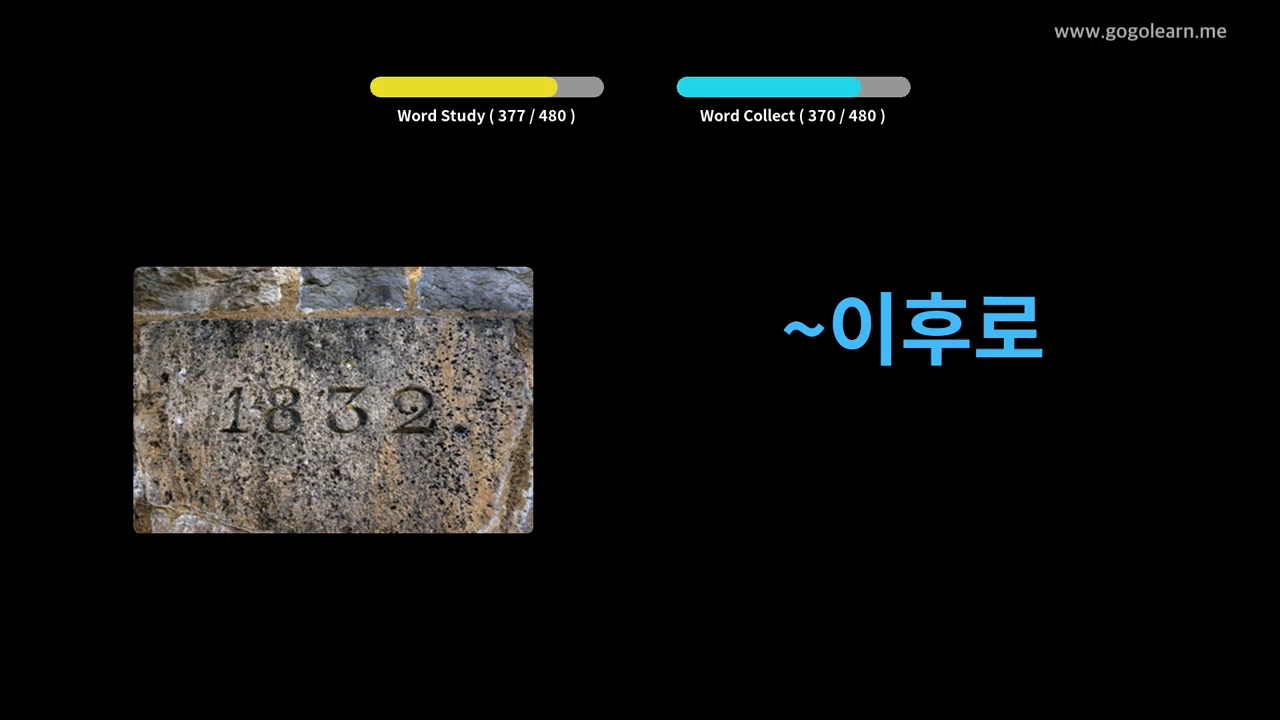 www.gogolearn.me
Word Study ( 377 / 480 )
Word Collect ( 370 / 480 )
~이후로
1832.